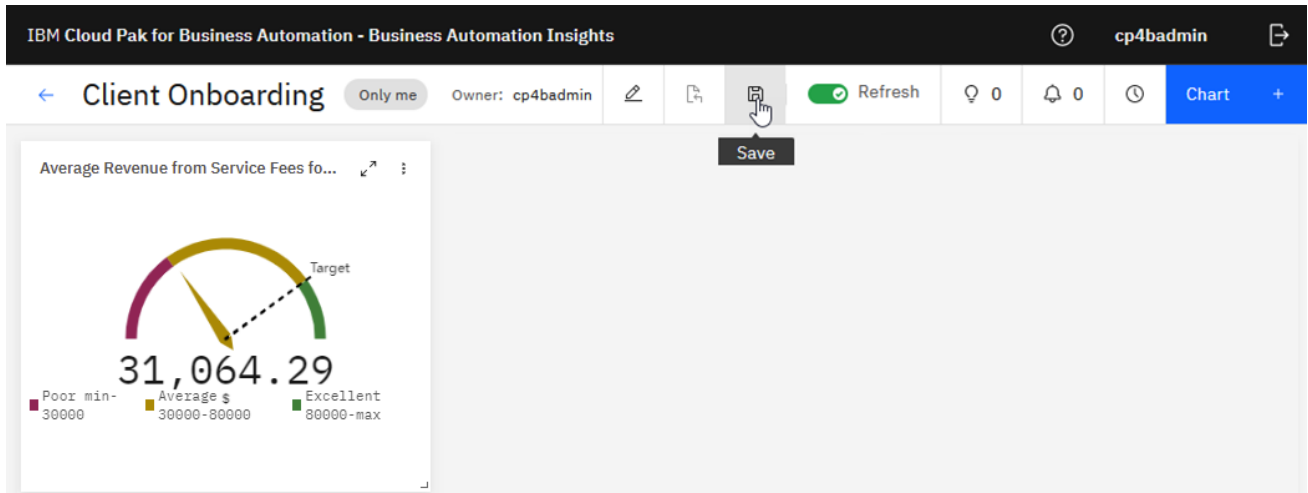 IBM Cloud Pak for Business Automation - Business Automation Insights
cp4badmin
Client Onboarding
Only me
Owner: cp4badmin
Refresh
0
0
Chart +
Save
Average Revenue from Service Fees fo...
Target
31,064.29
$
Poor min-
30000
Average
30000-80000
Excellent
80000-max